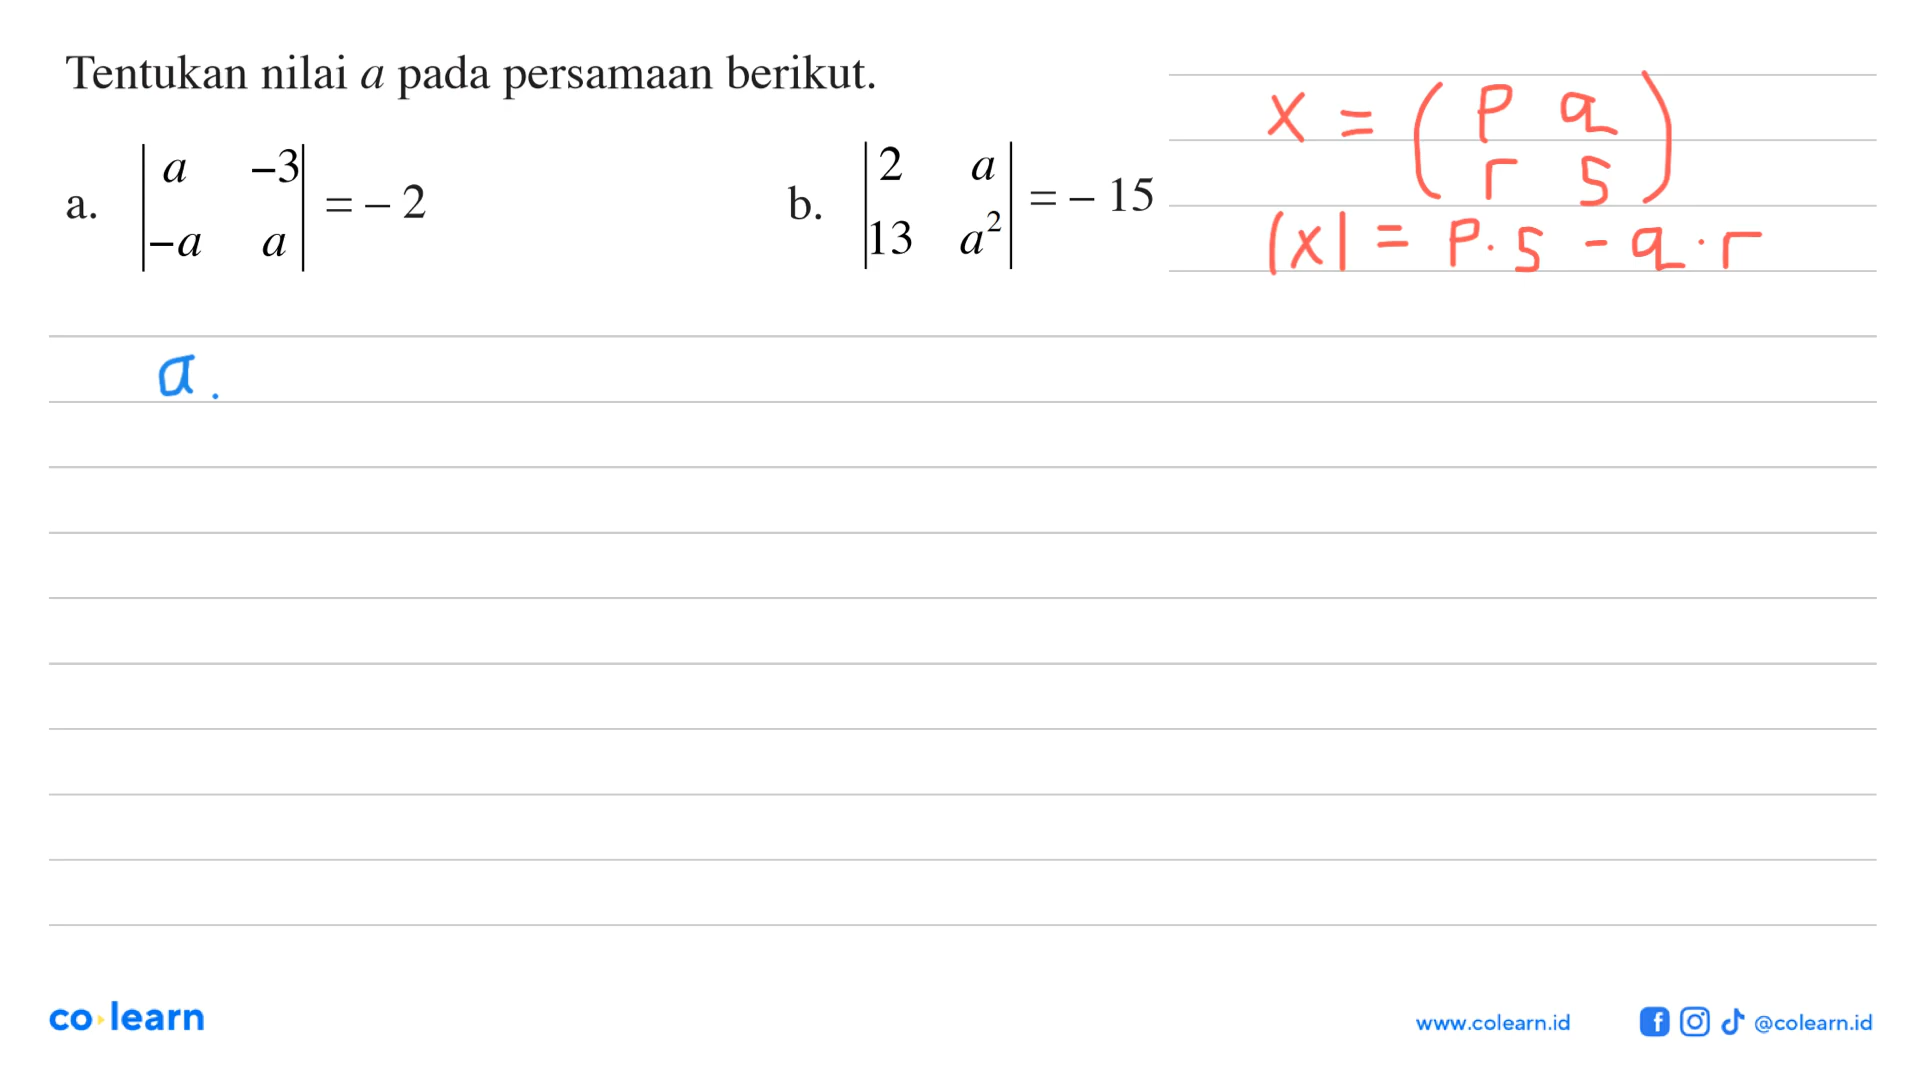 Tentukan nilai a pada persamaan berikut.
a. |a −3| = − 2
|−a a|
b. |2 a| = − 15
|13 a²|
x = (p q)
(r s)
|x| = p . s − q . r
a.
co learn
www.colearn.id
@colearn.id